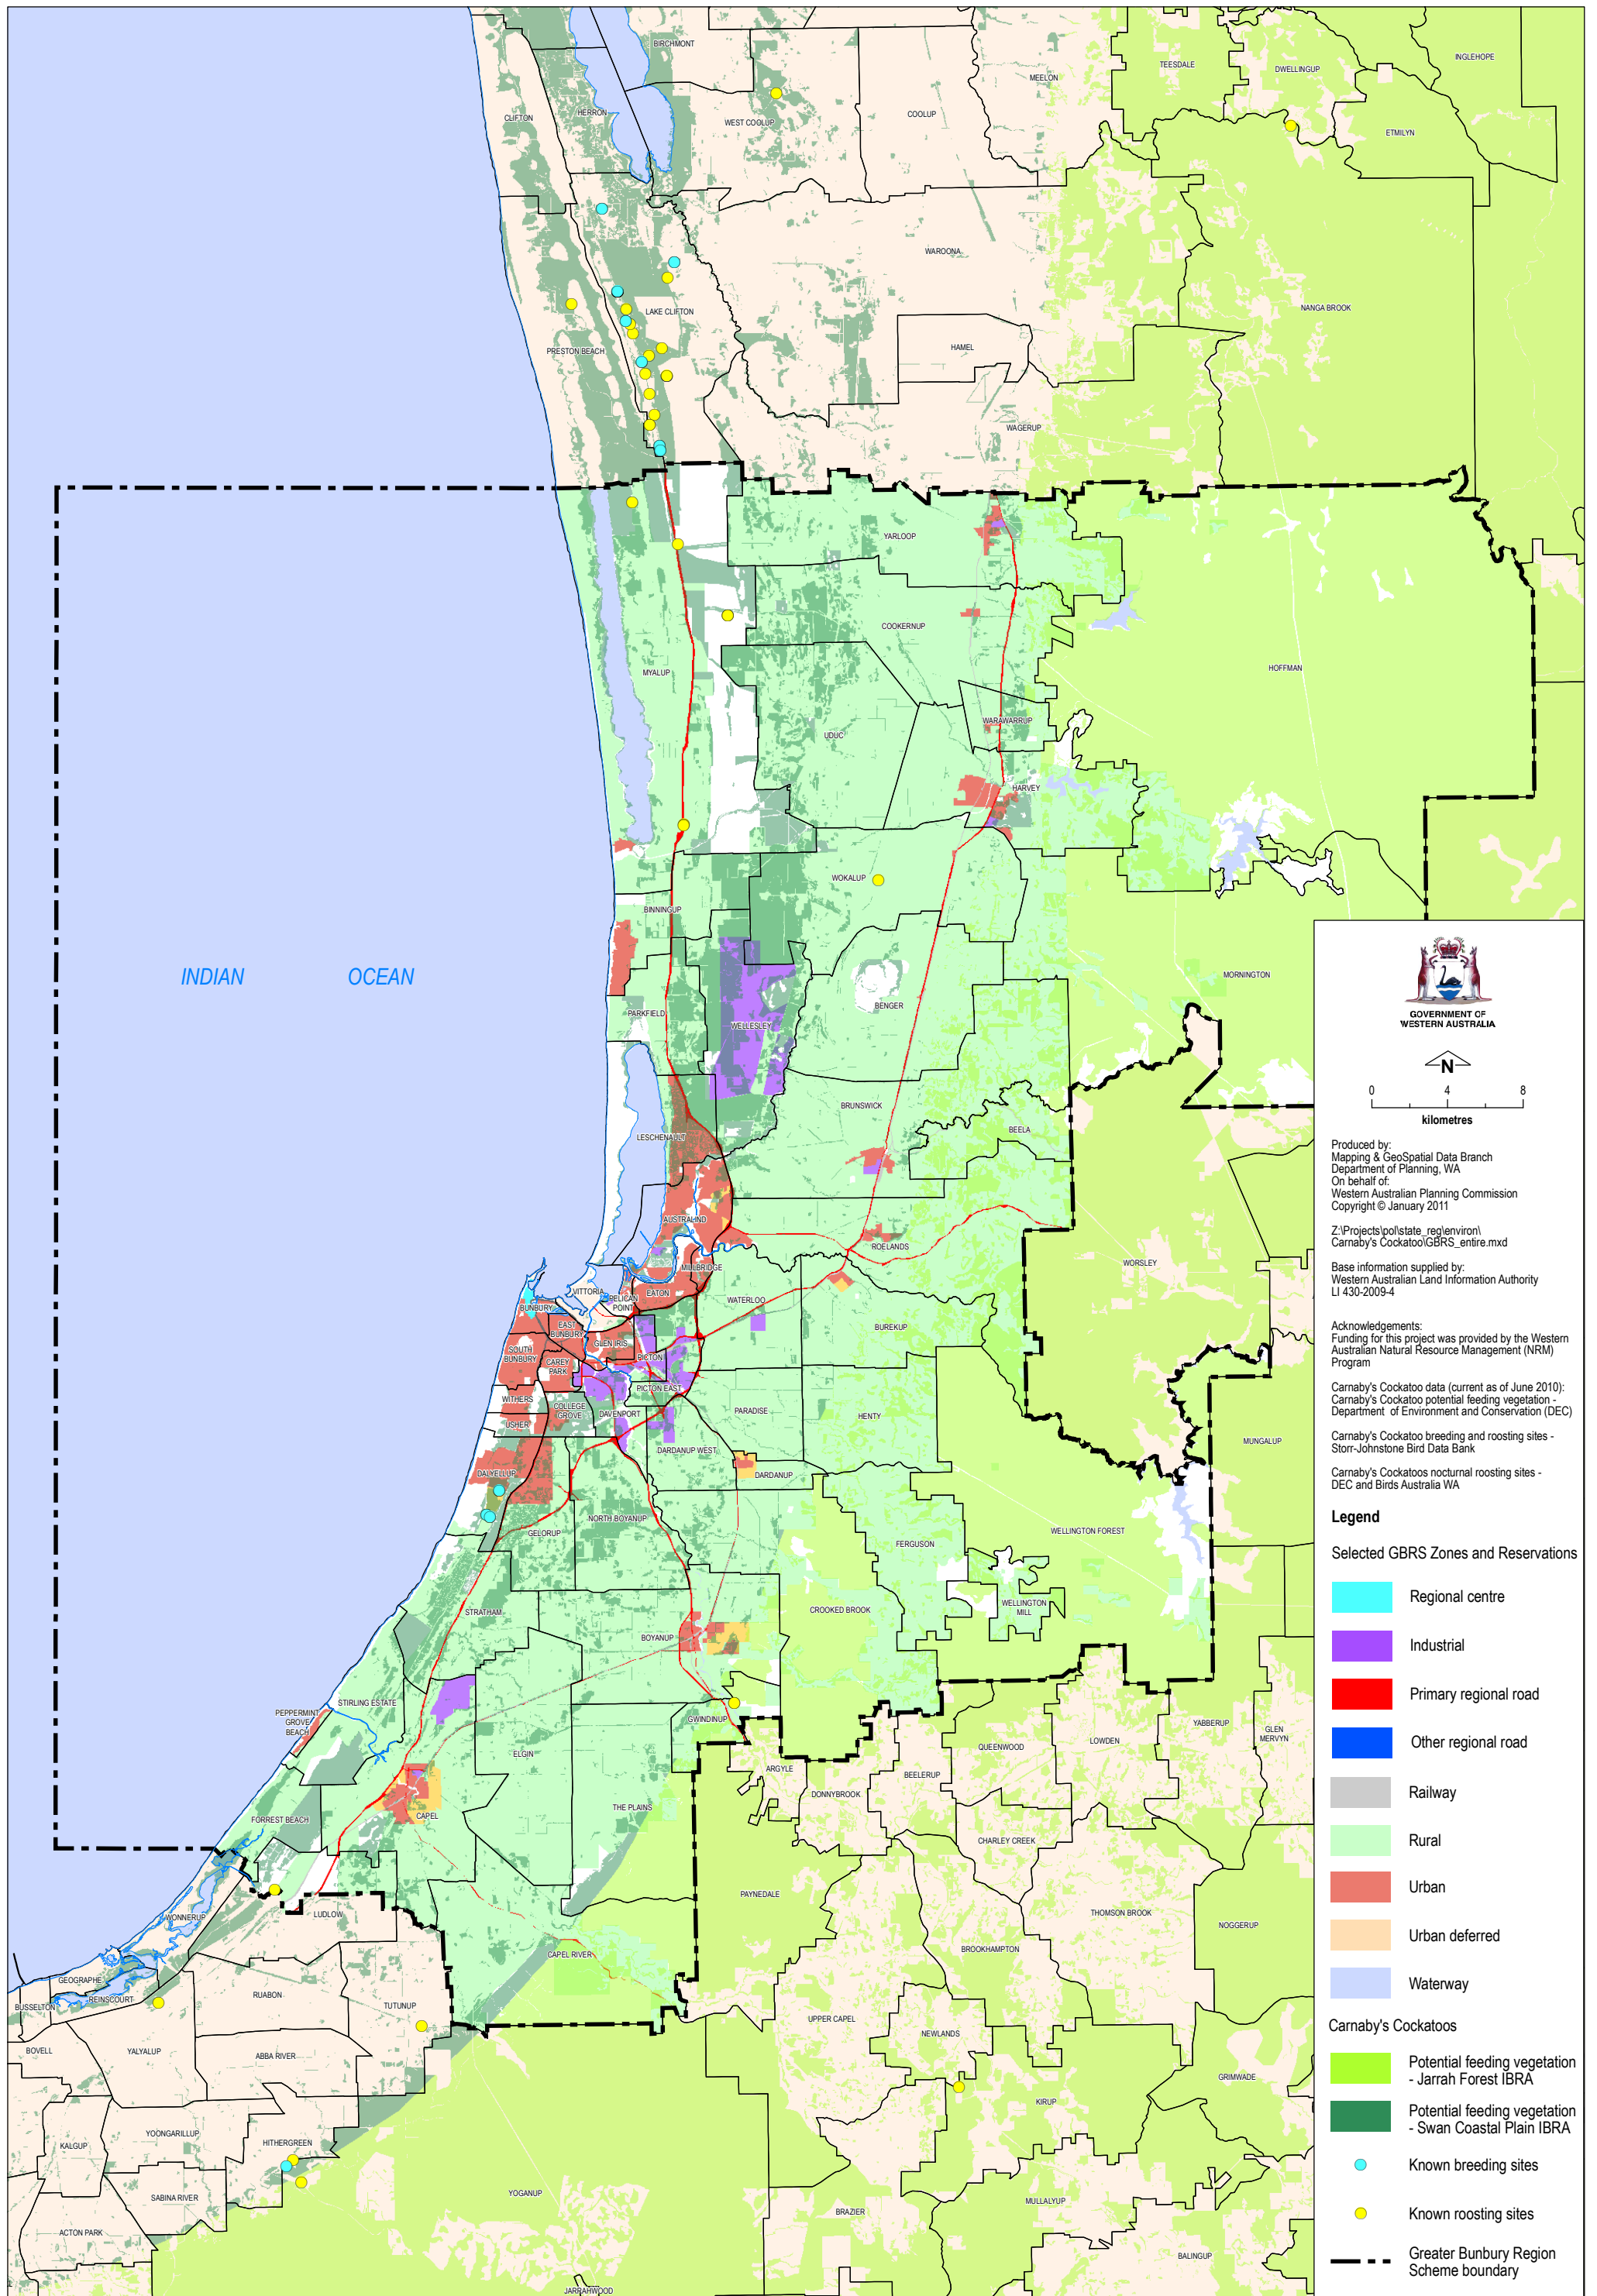 BIRCHMONT
INGLEHOPE
TEESDALE
DWELLINGUP
MEELON
HERRON
CLIFTON
WEST COOLUP
COOLUP
ETMILYN
WAROONA
LAKE CLIFTON
NANGA BROOK
PRESTON BEACH
HAMEL
WAGERUP
YARLOOP
COOKERNUP
HOFFMAN
MYALUP
WARAWARRUP
UDUC
HARVEY
WOKALUP
BINNINGUP
INDIAN OCEAN
MORNINGTON
BENGER
PARKFIELD
WELLESLEY
BRUNSWICK
BEELA
LESCHENAULT
AUSTRALIND
ROELANDS
WORSLEY
MILLBRIDGE
VITTORIA
EATON
PELICAN
POINT
WATERLOO
BUNBURY
EAST
BUNBURY
BUREKUP
GLEN IRIS
SOUTH
BUNBURY
CAREY
PARK
PICTON
PICTON EAST
WITHERS
COLLEGE
GROVE
DAVENPORT
PARADISE
HENTY
USHER
MUNGALUP
DARDANUP WEST
DALYELLUP
DARDANUP
NORTH BOYANUP
GELORUP
WELLINGTON FOREST
FERGUSON
STRATHAM
CROOKED BROOK
WELLINGTON
MILL
BOYANUP
STIRLING ESTATE
PEPPERMINT
GROVE
BEACH
GWINDINUP
YABBERUP
GLEN
MERVYN
QUEENWOOD
LOWDEN
ELGIN
ARGYLE
BEELERUP
DONNYBROOK
THE PLAINS
FORREST BEACH
CAPEL
CHARLEY CREEK
PAYNEDALE
THOMSON BROOK
WONNERUP
LUDLOW
NOGGERUP
BROOKHAMPTON
CAPEL RIVER
GEOGRAPHE
BUSSELTON
REINSCOURT
RUABON
TUTUNUP
UPPER CAPEL
NEWLANDS
BOVELL
YALYALUP
ABBA RIVER
GRIMWADE
KIRUP
YOONGARILLUP
KALGUP
HITHERGREEN
YOGANUP
SABINA RIVER
MULLALYUP
BRAZIER
ACTON PARK
BALINGUP
JARRAHWOOD
GOVERNMENT OF
WESTERN AUSTRALIA
N
0 4 8
kilometres
Produced by:
Mapping & GeoSpatial Data Branch
Department of Planning, WA
On behalf of:
Western Australian Planning Commission
Copyright © January 2011
Z:\Projects\pol\state_reg\environ\
Carnaby's Cockatoo\GBRS_entire.mxd
Base information supplied by:
Western Australian Land Information Authority
LI 430-2009-4
Acknowledgements:
Funding for this project was provided by the Western
Australian Natural Resource Management (NRM)
Program
Carnaby's Cockatoo data (current as of June 2010):
Carnaby's Cockatoo potential feeding vegetation -
Department of Environment and Conservation (DEC)
Carnaby's Cockatoo breeding and roosting sites -
Storr-Johnstone Bird Data Bank
Carnaby's Cockatoos nocturnal roosting sites -
DEC and Birds Australia WA
Legend
Selected GBRS Zones and Reservations
Regional centre
Industrial
Primary regional road
Other regional road
Railway
Rural
Urban
Urban deferred
Waterway
Carnaby's Cockatoos
Potential feeding vegetation
- Jarrah Forest IBRA
Potential feeding vegetation
- Swan Coastal Plain IBRA
Known breeding sites
Known roosting sites
Greater Bunbury Region
Scheme boundary